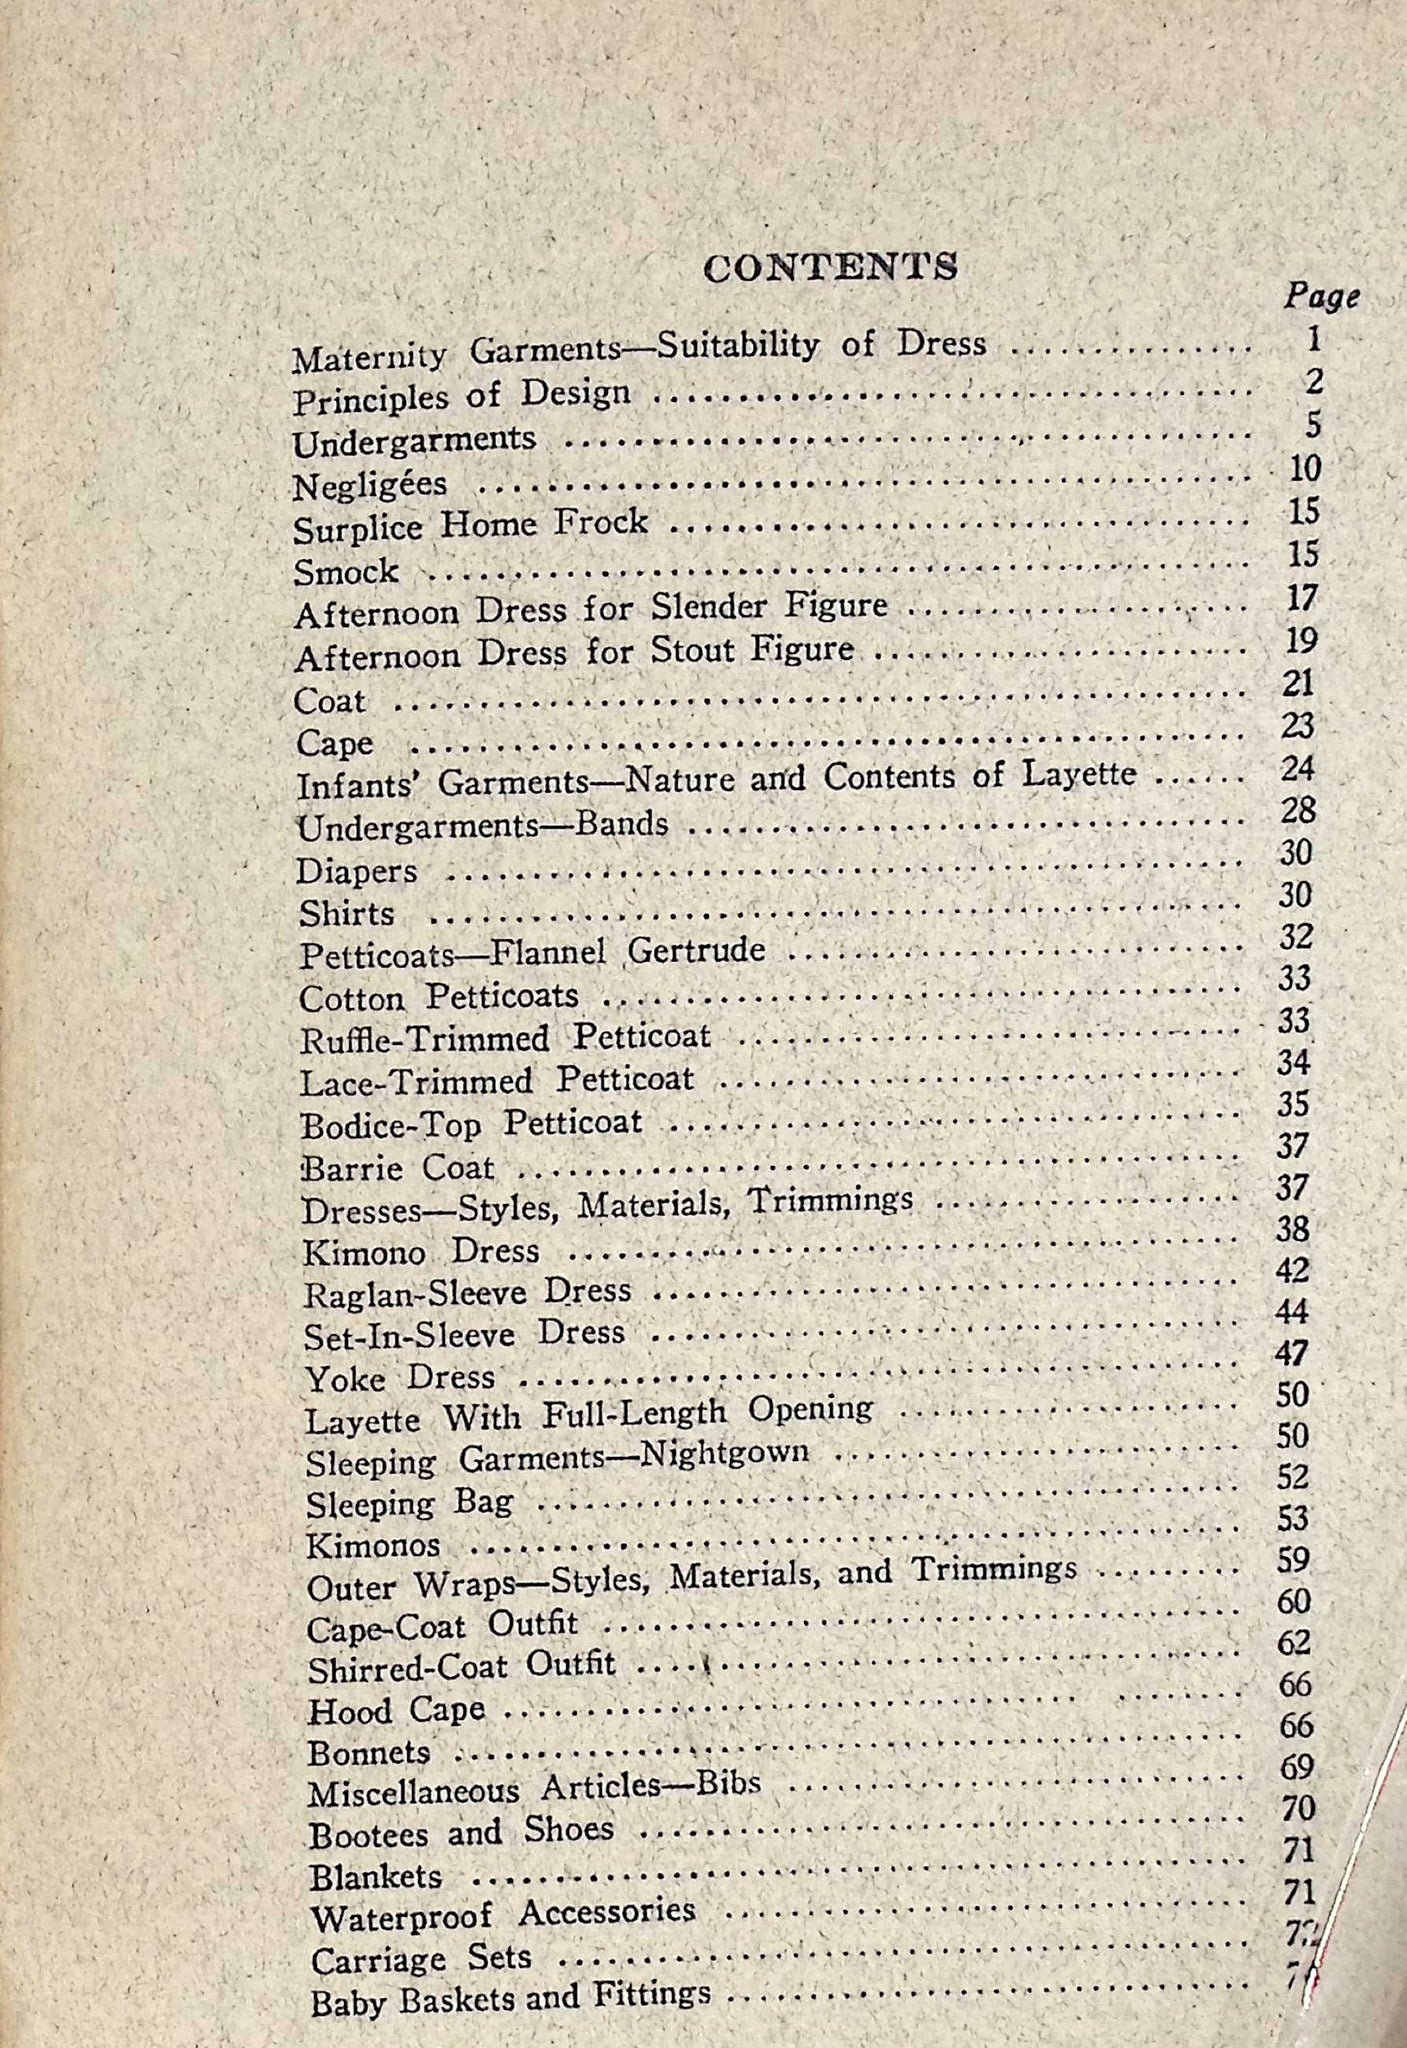 CONTENTS
Page
Maternity Garments—Suitability of Dress ............... 1
Principles of Design ................................... 2
Undergarments ......................................... 5
Negligées .............................................. 10
Surplice Home Frock .................................. 15
Smock ................................................. 15
Afternoon Dress for Slender Figure .................... 17
Afternoon Dress for Stout Figure ....................... 19
Coat ................................................... 21
Cape .................................................. 23
Infants' Garments—Nature and Contents of Layette ...... 24
Undergarments—Bands ................................. 28
Diapers ................................................ 30
Shirts ................................................. 30
Petticoats—Flannel Gertrude ........................... 32
Cotton Petticoats ...................................... 33
Ruffle-Trimmed Petticoat .............................. 33
Lace-Trimmed Petticoat ............................... 34
Bodice-Top Petticoat .................................. 35
Barrie Coat ............................................ 37
Dresses—Styles, Materials, Trimmings .................. 37
Kimono Dress ......................................... 38
Raglan-Sleeve Dress ................................... 42
Set-In-Sleeve Dress .................................... 44
Yoke Dress ............................................ 47
Layette With Full-Length Opening ..................... 50
Sleeping Garments—Nightgown ......................... 50
Sleeping Bag .......................................... 52
Kimonos ............................................... 53
Outer Wraps—Styles, Materials, and Trimmings ......... 59
Cape-Coat Outfit ...................................... 60
Shirred-Coat Outfit .................................... 62
Hood Cape ............................................ 66
Bonnets ............................................... 66
Miscellaneous Articles—Bibs ........................... 69
Bootees and Shoes ..................................... 70
Blankets ............................................... 71
Waterproof Accessories ................................ 71
Carriage Sets .......................................... 72
Baby Baskets and Fittings ..............................